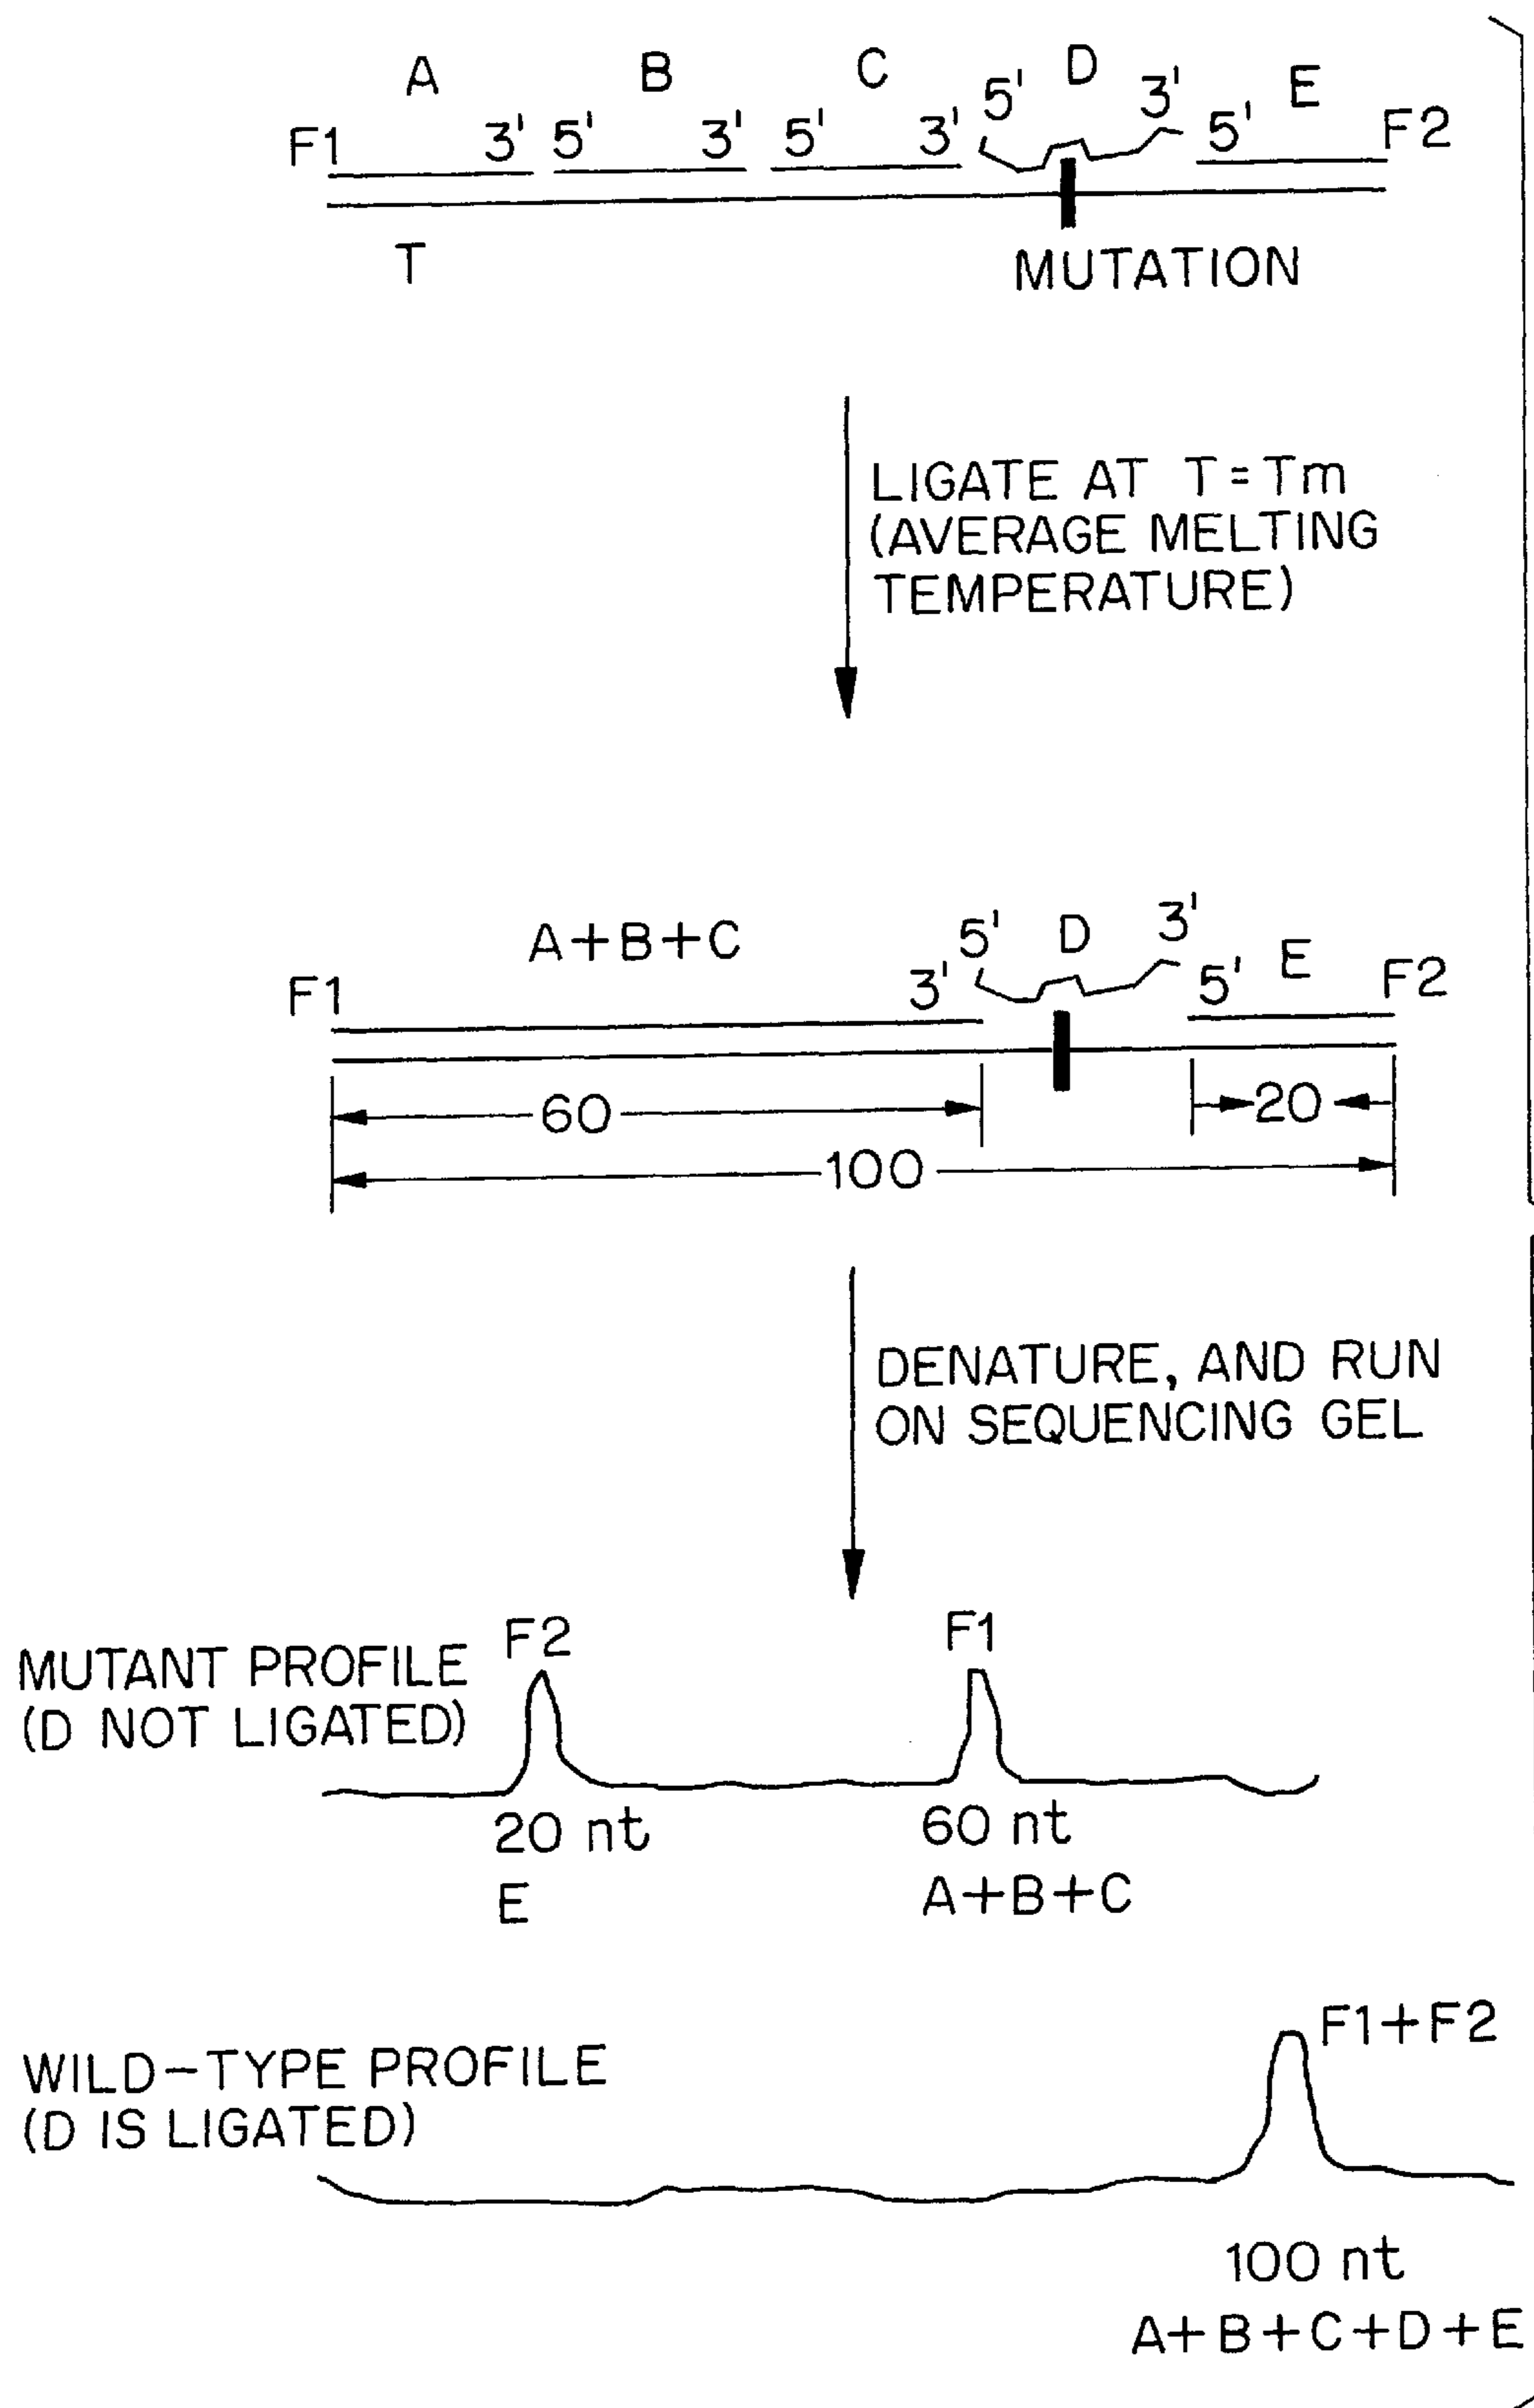 A B C D E
F1 3' 5' 3' 5' 3' 5' 3' 5' F2
T
MUTATION
LIGATE AT T=Tm
(AVERAGE MELTING
TEMPERATURE)
A+B+C 5' D 3'
F1 3' 5' E F2
60
20
100
DENATURE, AND RUN
ON SEQUENCING GEL
MUTANT PROFILE
(D NOT LIGATED)
F2
F1
20 nt
E
60 nt
A+B+C
WILD-TYPE PROFILE
(D IS LIGATED)
F1+F2
100 nt
A+B+C+D+E